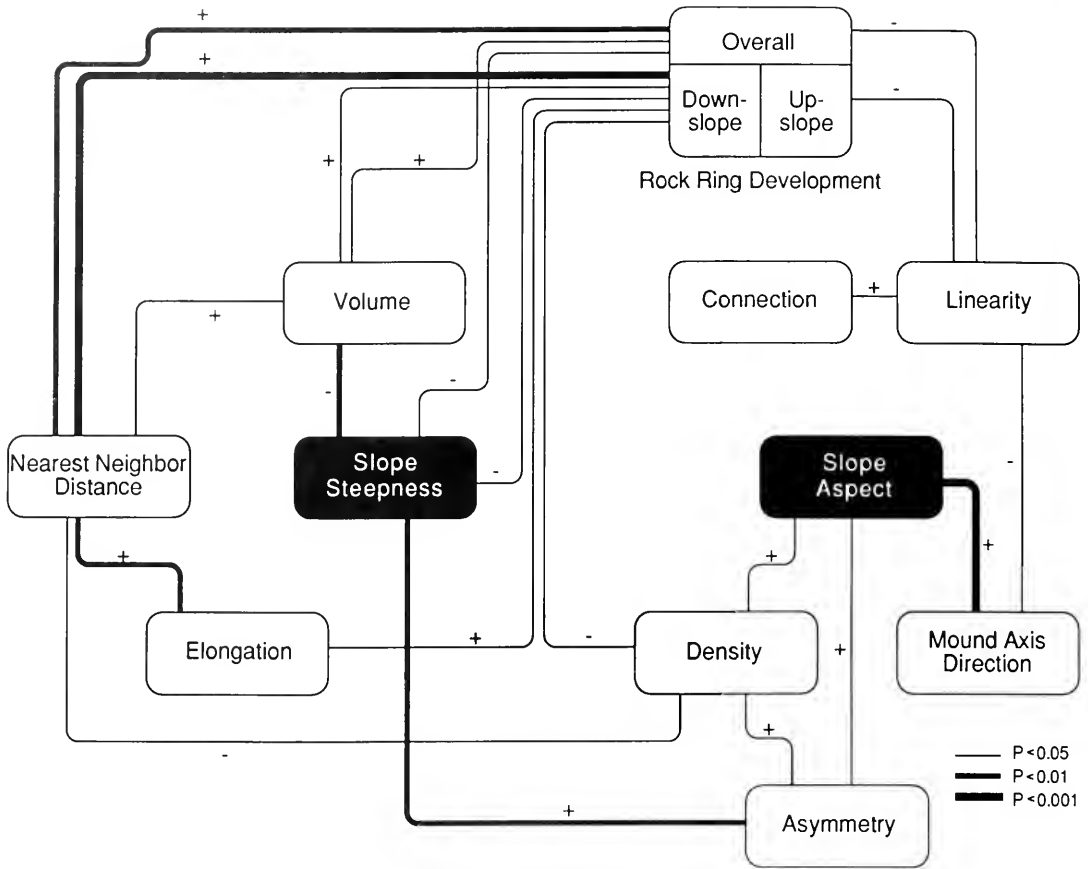 +
-
Overall
+
Down-
slope
Up-
slope
-
+
+
Rock Ring Development
Volume
Connection
+
Linearity
+
-
-
Nearest Neighbor
Distance
Slope
Steepness
-
Slope
Aspect
-
+
+
+
Elongation
+
-
Density
+
Mound Axis
Direction
+
-
P<0.05
P<0.01
P<0.001
+
Asymmetry